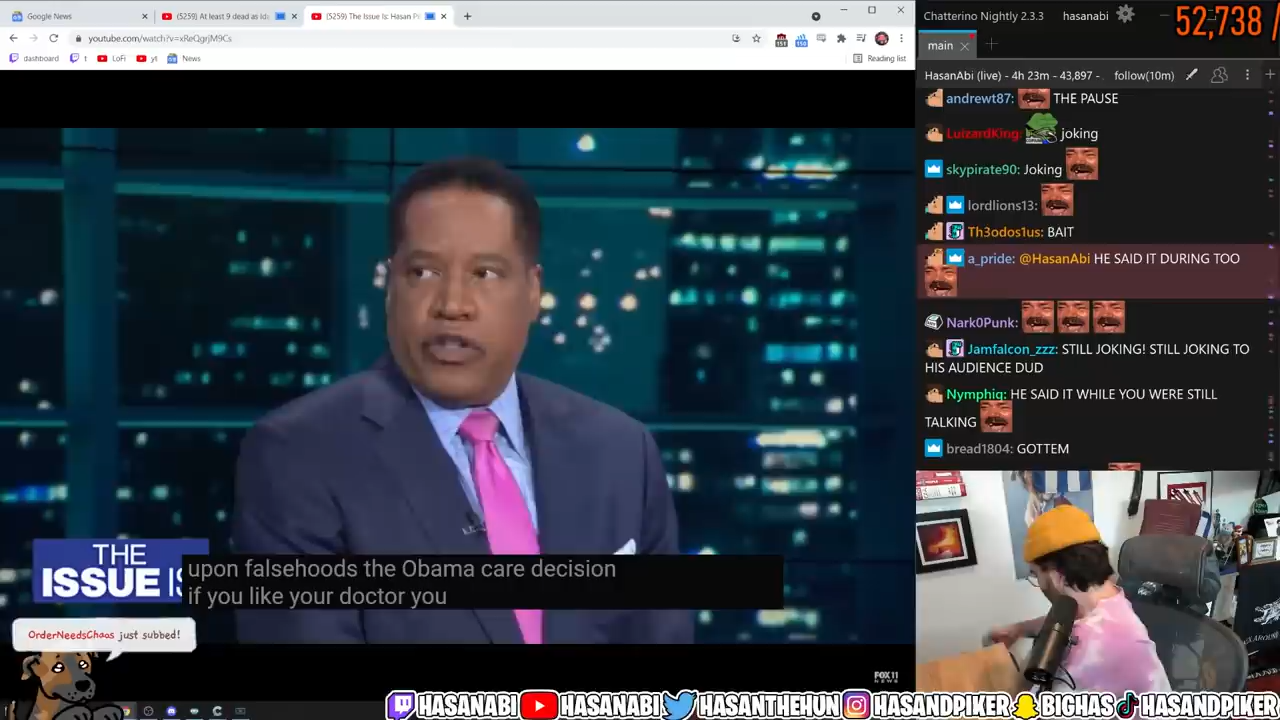 Google News
(5259) At least 9 dead as Ida
(5259) The Issue Is: Hasan Pi
youtube.com/watch?v=xReQgrjM9Cs
dashboard
t
LoFi
yt
News
Reading list
THE
ISSUE IS
upon falsehoods the Obama care decision
if you like your doctor you
FOX 11
NEWS
OrderNeedsChaos just subbed!
Chatterino Nightly 2.3.3
hasanabi
52,738 /
main
HasanAbi (live) - 4h 23m - 43,897 -
follow(10m)
andrewt87: THE PAUSE
LuizardKing: joking
skypirate90: Joking
lordlions13:
Th3odos1us: BAIT
a_pride: @HasanAbi HE SAID IT DURING TOO
Nark0Punk:
Jamfalcon_zzz: STILL JOKING! STILL JOKING TO
HIS AUDIENCE DUD
Nymphiq: HE SAID IT WHILE YOU WERE STILL
TALKING
bread1804: GOTTEM
HASANABI
HASANABI
HASANTHEHUN
HASANDPIKER
BIGHAS
HASANDPIKER